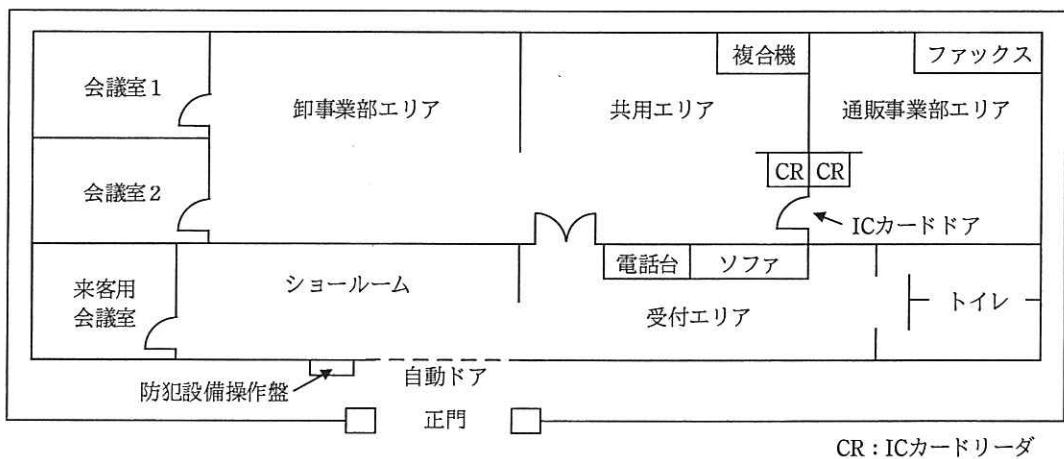 複合機
ファックス
会議室1
卸事業部エリア
共用エリア
通販事業部エリア
CR
CR
会議室2
ICカードドア
電話台
ソファ
来客用
会議室
ショールーム
受付エリア
トイレ
防犯設備操作盤
自動ドア
正門
CR:ICカードリーダ